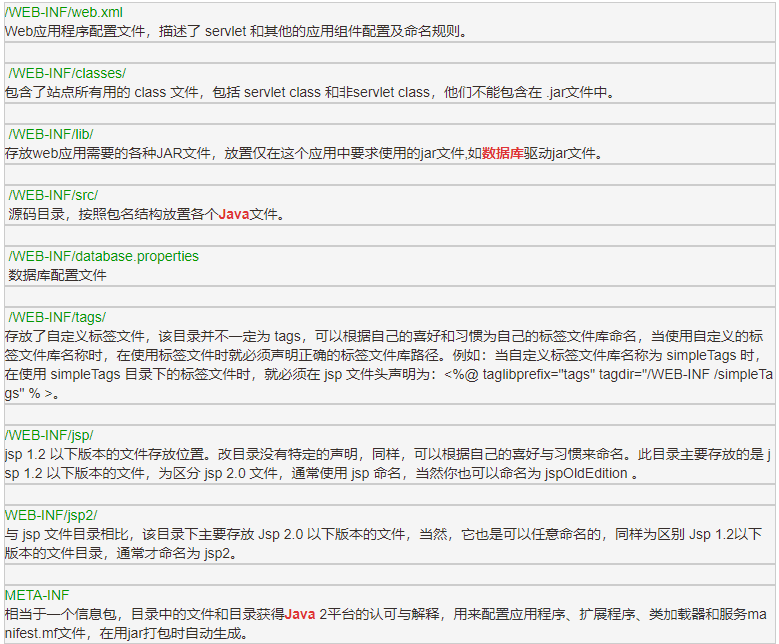 /WEB-INF/web.xml
Web应用程序配置文件，描述了 servlet 和其他的应用组件配置及命名规则。
/WEB-INF/classes/
包含了站点所有用的 class 文件，包括 servlet class 和非servlet class，他们不能包含在 .jar文件中。
/WEB-INF/lib/
存放web应用需要的各种JAR文件，放置仅在这个应用中要求使用的jar文件,如数据库驱动jar文件。
/WEB-INF/src/
源码目录，按照包名结构放置各个Java文件。
/WEB-INF/database.properties
数据库配置文件
/WEB-INF/tags/
存放了自定义标签文件，该目录并不一定为 tags，可以根据自己的喜好和习惯为自己的标签文件库命名，当使用自定义的标
签文件库名称时，在使用标签文件时就必须声明正确的标签文件库路径。例如：当自定义标签文件库名称为 simpleTags 时，
在使用 simpleTags 目录下的标签文件时，就必须在 jsp 文件头声明为：<%@ taglibprefix="tags" tagdir="/WEB-INF /simpleTa
gs" % >。
/WEB-INF/jsp/
jsp 1.2 以下版本的文件存放位置。改目录没有特定的声明，同样，可以根据自己的喜好与习惯来命名。此目录主要存放的是 j
sp 1.2 以下版本的文件，为区分 jsp 2.0 文件，通常使用 jsp 命名，当然你也可以命名为 jspOldEdition 。
WEB-INF/jsp2/
与 jsp 文件目录相比，该目录下主要存放 Jsp 2.0 以下版本的文件，当然，它也是可以任意命名的，同样为区别 Jsp 1.2以下
版本的文件目录，通常才命名为 jsp2。
META-INF
相当于一个信息包，目录中的文件和目录获得Java 2平台的认可与解释，用来配置应用程序、扩展程序、类加载器和服务ma
nifest.mf文件，在用jar打包时自动生成。